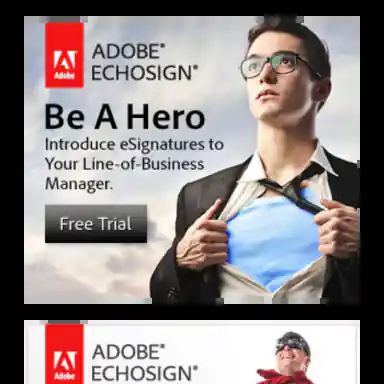 ADOBE®
ECHOSIGN®
Adobe
Be A Hero
Introduce eSignatures to
Your Line-of-Business
Manager.
Free Trial
ADOBE®
ECHOSIGN®
Adobe